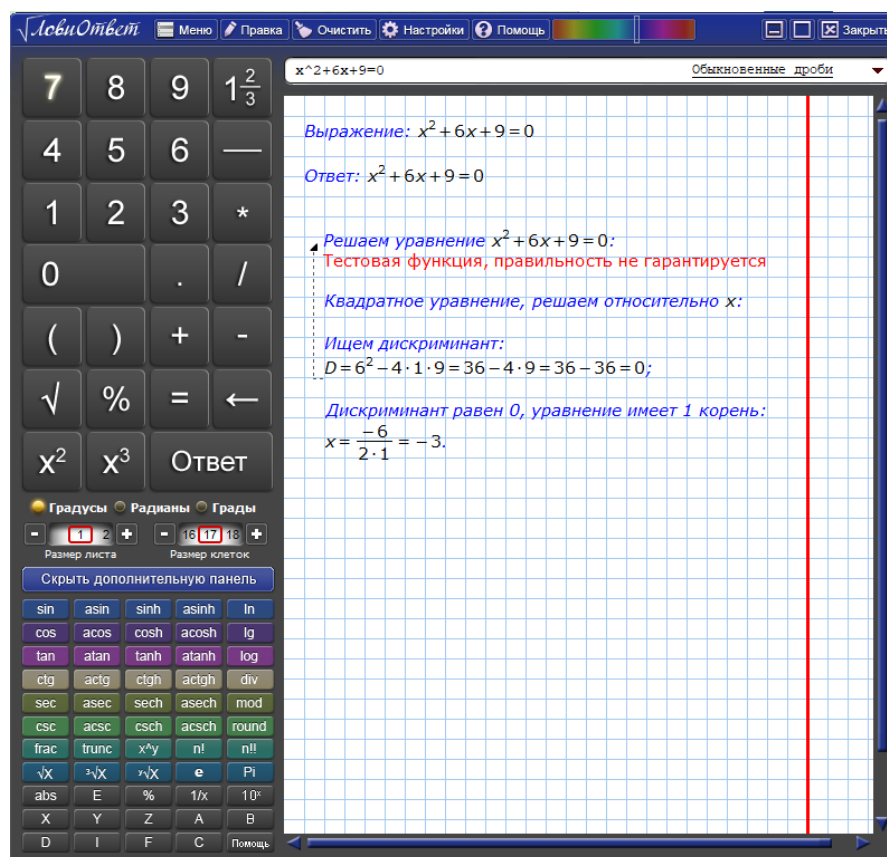 √ЛовиОтвет Меню Правка Очистить Настройки Помощь Закрыть
7 8 9 1 2/3
4 5 6 —
1 2 3 *
0 . /
( ) + -
√ % = ←
x² x³ Ответ
Градусы Радианы Грады
- 1 2 + - 16 17 18 +
Размер листа Размер клеток
Скрыть дополнительную панель
sin asin sinh asinh ln
cos acos cosh acosh lg
tan atan tanh atanh log
ctg actg ctgh actgh div
sec asec sech asech mod
csc acsc csch acsch round
frac trunc x^y n! n!!
√X ³√X ʸ√X e Pi
abs E % 1/x 10ˣ
X Y Z A B
D I F C Помощь
x^2+6x+9=0 Обыкновенные дроби
Выражение: x²+6x+9=0
Ответ: x²+6x+9=0
Решаем уравнение x²+6x+9=0:
Тестовая функция, правильность не гарантируется
Квадратное уравнение, решаем относительно x:
Ищем дискриминант:
D=6²−4·1·9=36−4·9=36−36=0;
Дискриминант равен 0, уравнение имеет 1 корень:
x= −6/2·1 = −3.